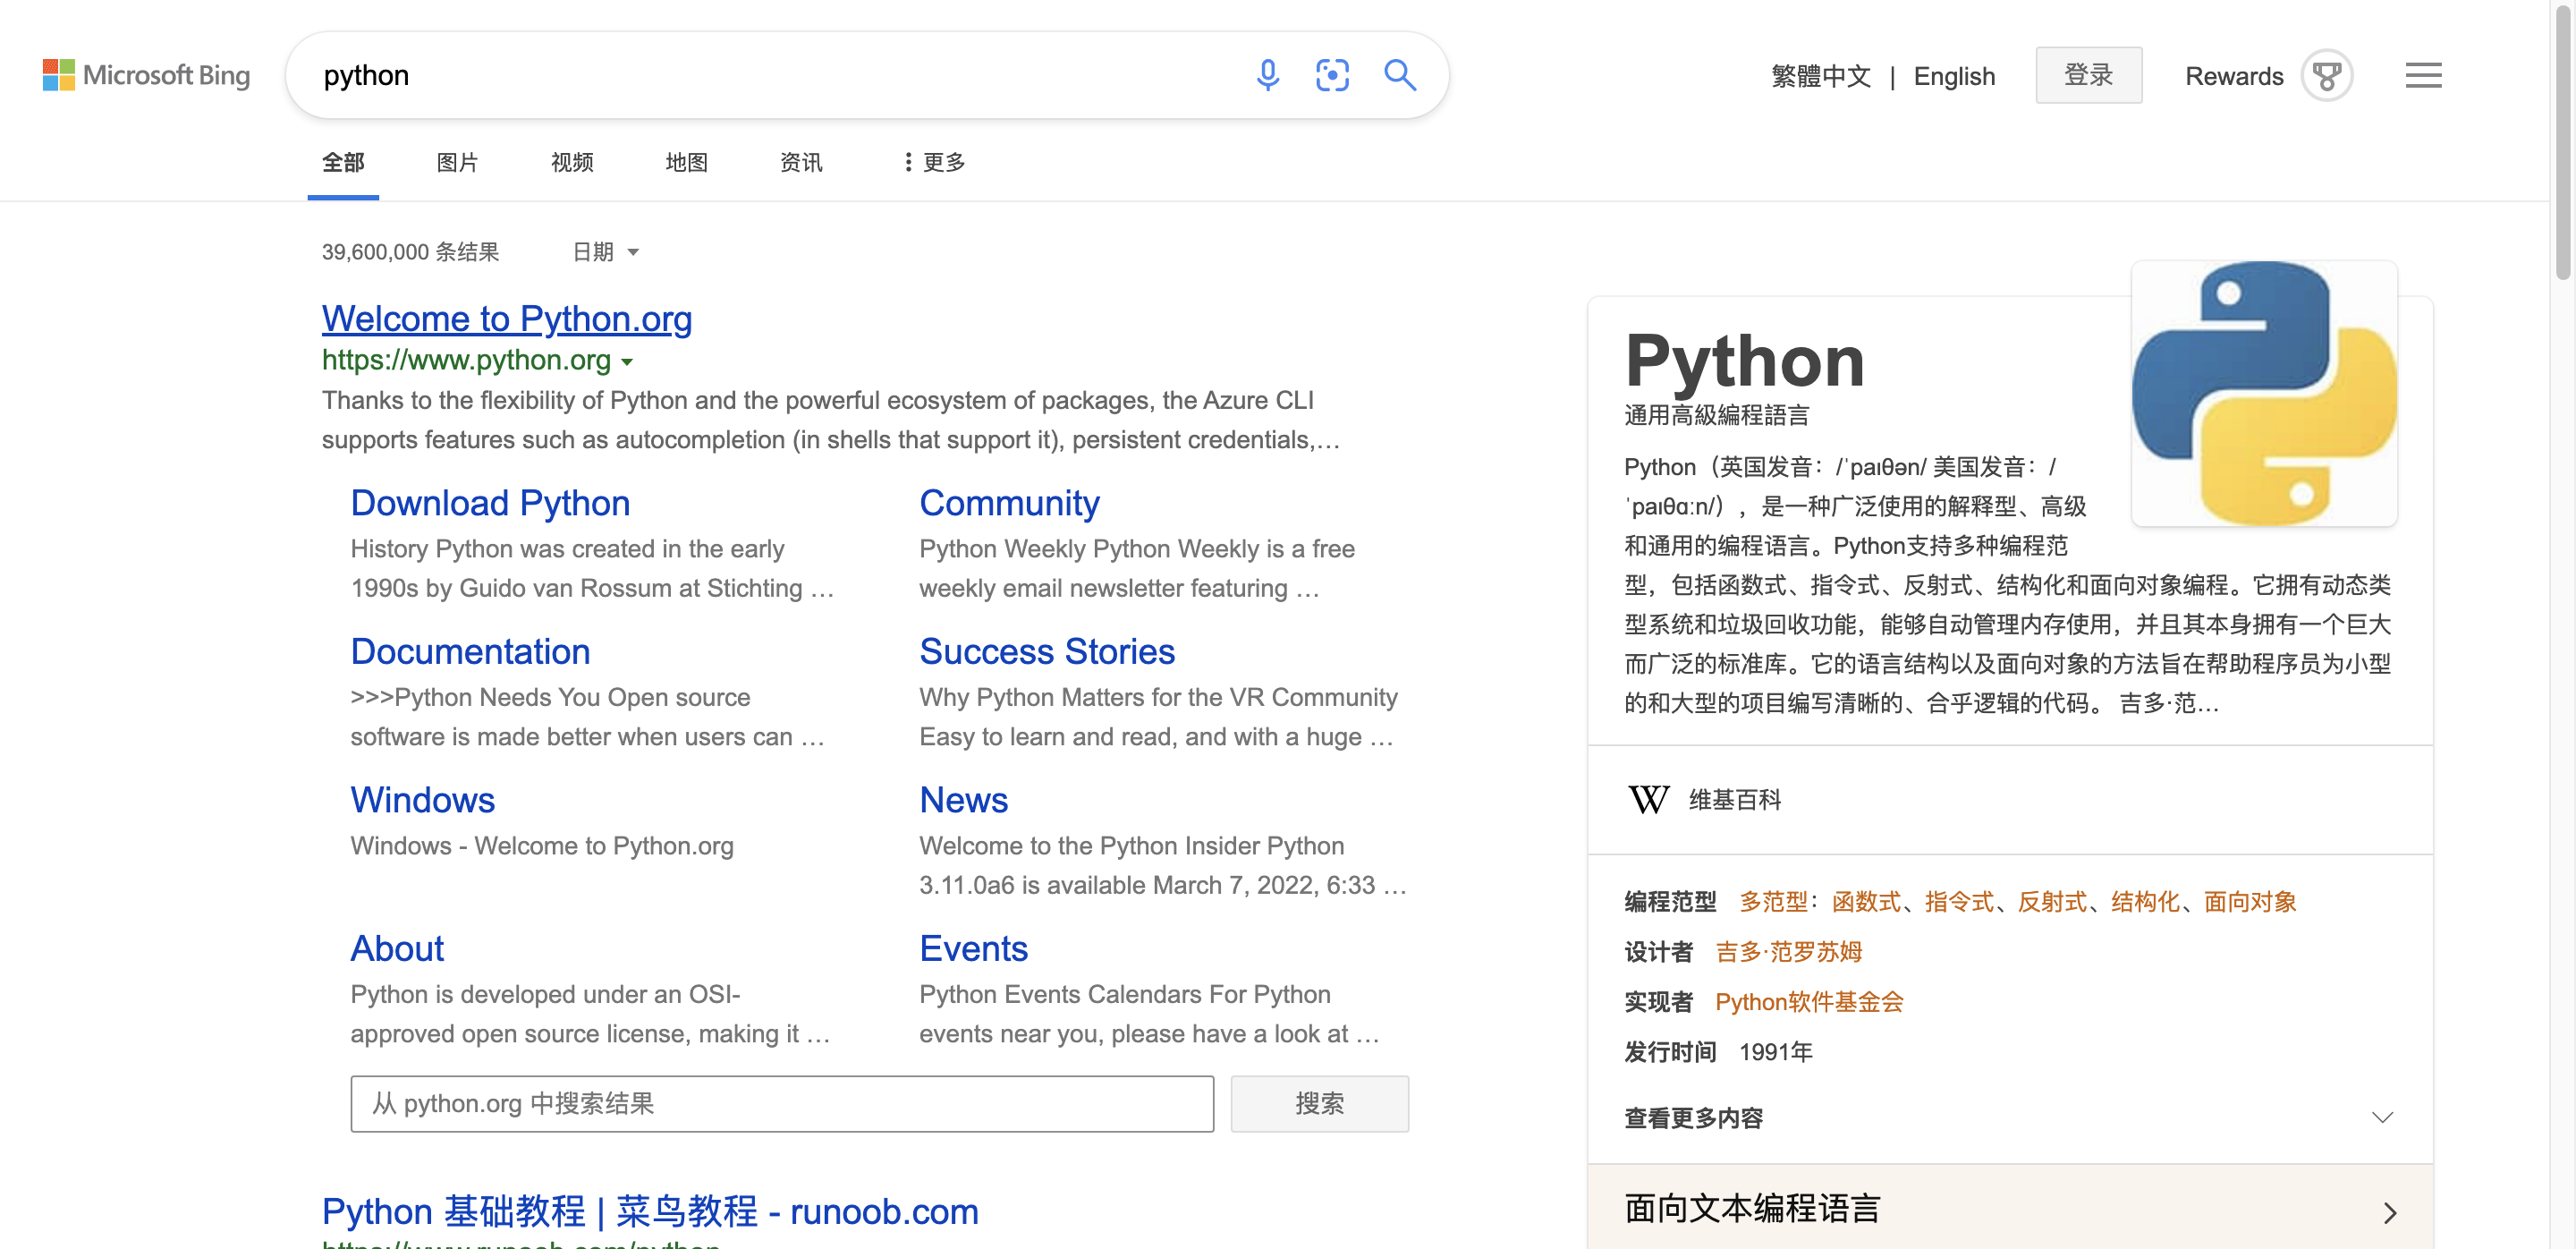 Microsoft Bing
python
繁體中文 | English
登录
Rewards
全部
图片
视频
地图
资讯
更多
39,600,000 条结果
日期
Welcome to Python.org
https://www.python.org
Thanks to the flexibility of Python and the powerful ecosystem of packages, the Azure CLI
supports features such as autocompletion (in shells that support it), persistent credentials,…
Download Python
History Python was created in the early
1990s by Guido van Rossum at Stichting …
Community
Python Weekly Python Weekly is a free
weekly email newsletter featuring …
Documentation
>>>Python Needs You Open source
software is made better when users can …
Success Stories
Why Python Matters for the VR Community
Easy to learn and read, and with a huge …
Windows
Windows - Welcome to Python.org
News
Welcome to the Python Insider Python
3.11.0a6 is available March 7, 2022, 6:33 …
About
Python is developed under an OSI-
approved open source license, making it …
Events
Python Events Calendars For Python
events near you, please have a look at …
从 python.org 中搜索结果
搜索
Python 基础教程 | 菜鸟教程 - runoob.com
https://www.runoob.com/python
Python
通用高級編程語言
Python（英国发音：/ˈpaɪθən/ 美国发音：/
ˈpaɪθɑːn/），是一种广泛使用的解释型、高级
和通用的编程语言。Python支持多种编程范
型，包括函数式、指令式、反射式、结构化和面向对象编程。它拥有动态类
型系统和垃圾回收功能，能够自动管理内存使用，并且其本身拥有一个巨大
而广泛的标准库。它的语言结构以及面向对象的方法旨在帮助程序员为小型
的和大型的项目编写清晰的、合乎逻辑的代码。 吉多·范…
W 维基百科
编程范型 多范型：函数式、指令式、反射式、结构化、面向对象
设计者 吉多·范罗苏姆
实现者 Python软件基金会
发行时间 1991年
查看更多内容
面向文本编程语言